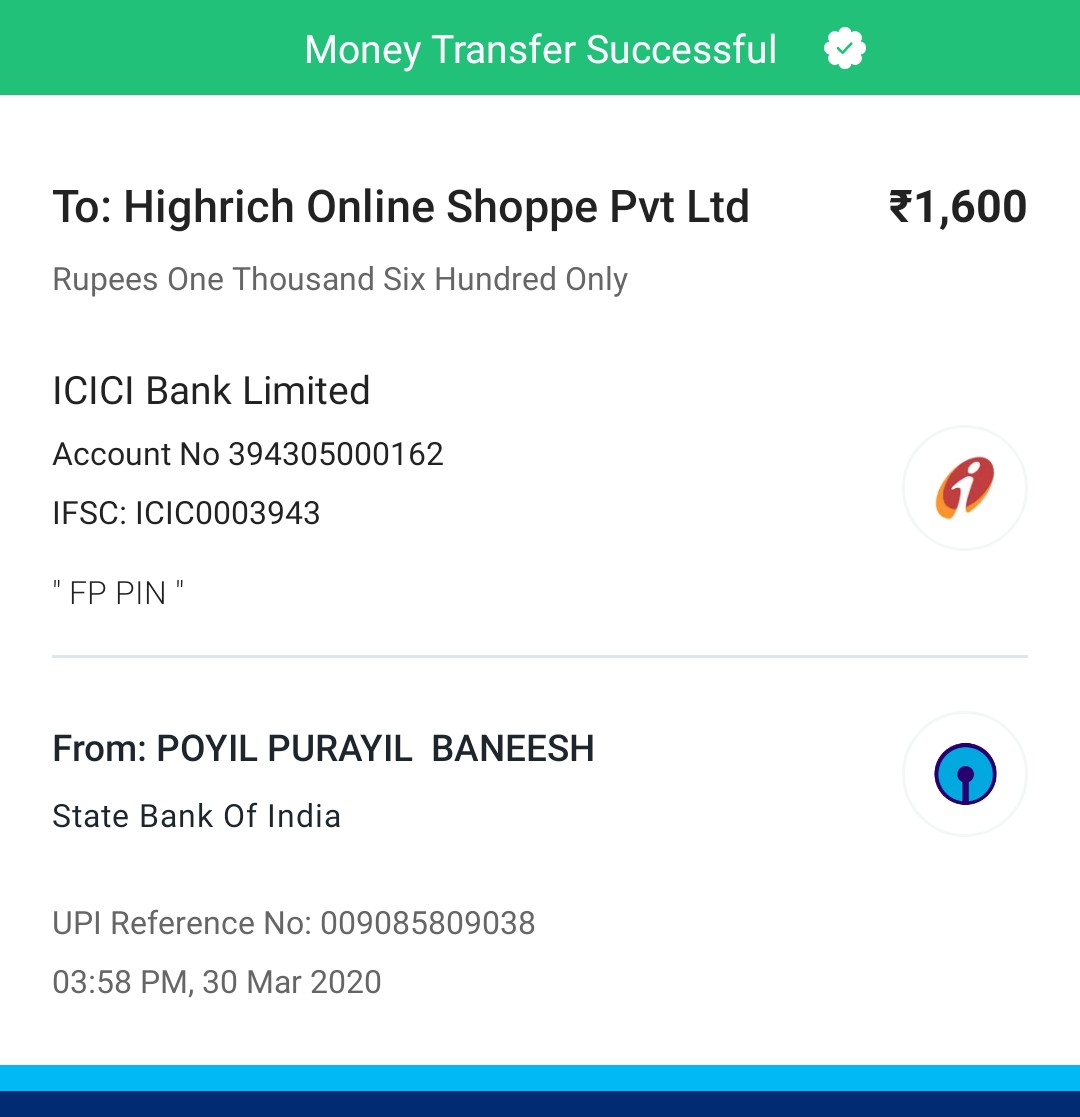 Money Transfer Successful
To: Highrich Online Shoppe Pvt Ltd ₹1,600
Rupees One Thousand Six Hundred Only
ICICI Bank Limited
Account No 394305000162
IFSC: ICIC0003943
" FP PIN "
From: POYIL PURAYIL  BANEESH
State Bank Of India
UPI Reference No: 009085809038
03:58 PM, 30 Mar 2020